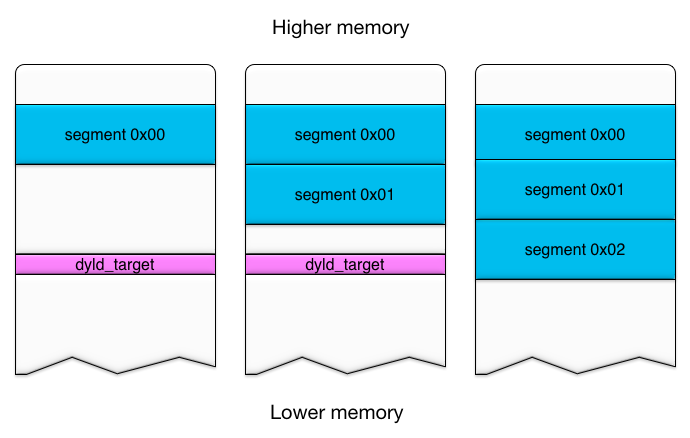 Higher memory
segment 0x00
dyld_target
segment 0x00
segment 0x01
dyld_target
segment 0x00
segment 0x01
segment 0x02
Lower memory